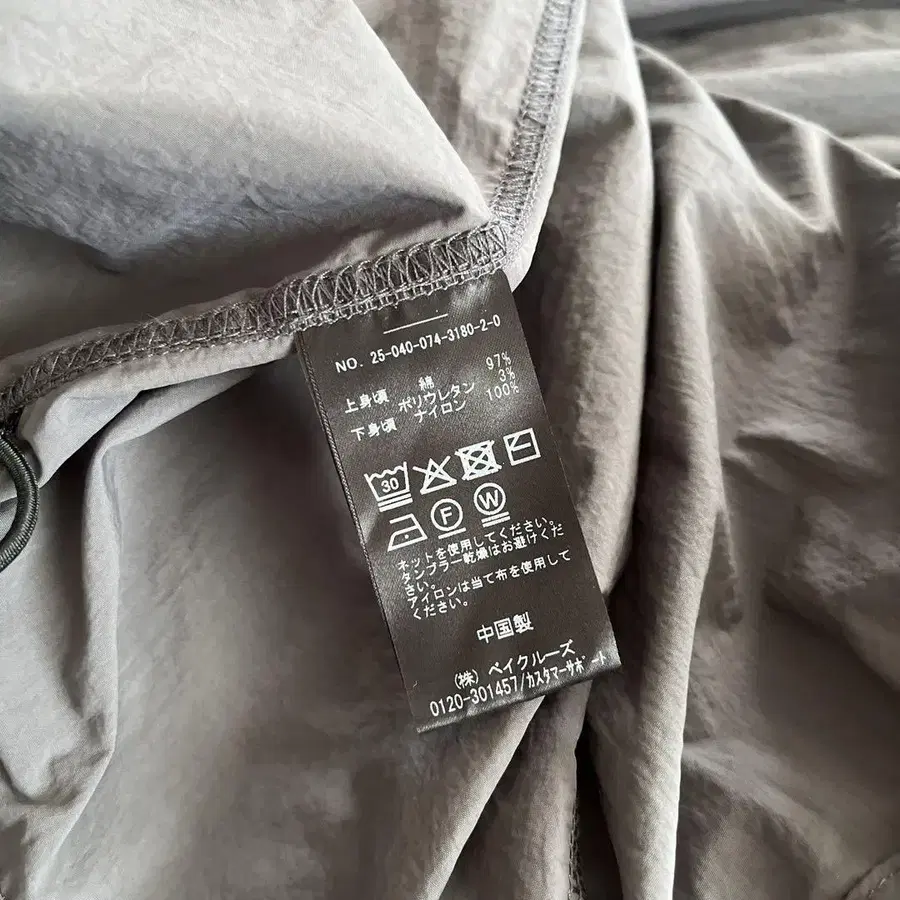 NO. 25-040-074-3180-2-0
上身頃 綿 97%
ポリウレタン 3%
下身頃 ナイロン 100%
30
F W
ネットを使用してください。
タンブラー乾燥はお避けくだ
さい。
アイロンは当て布を使用して
ください。
中国製
(株) ベイクルーズ
0120-301457/カスタマーサポート